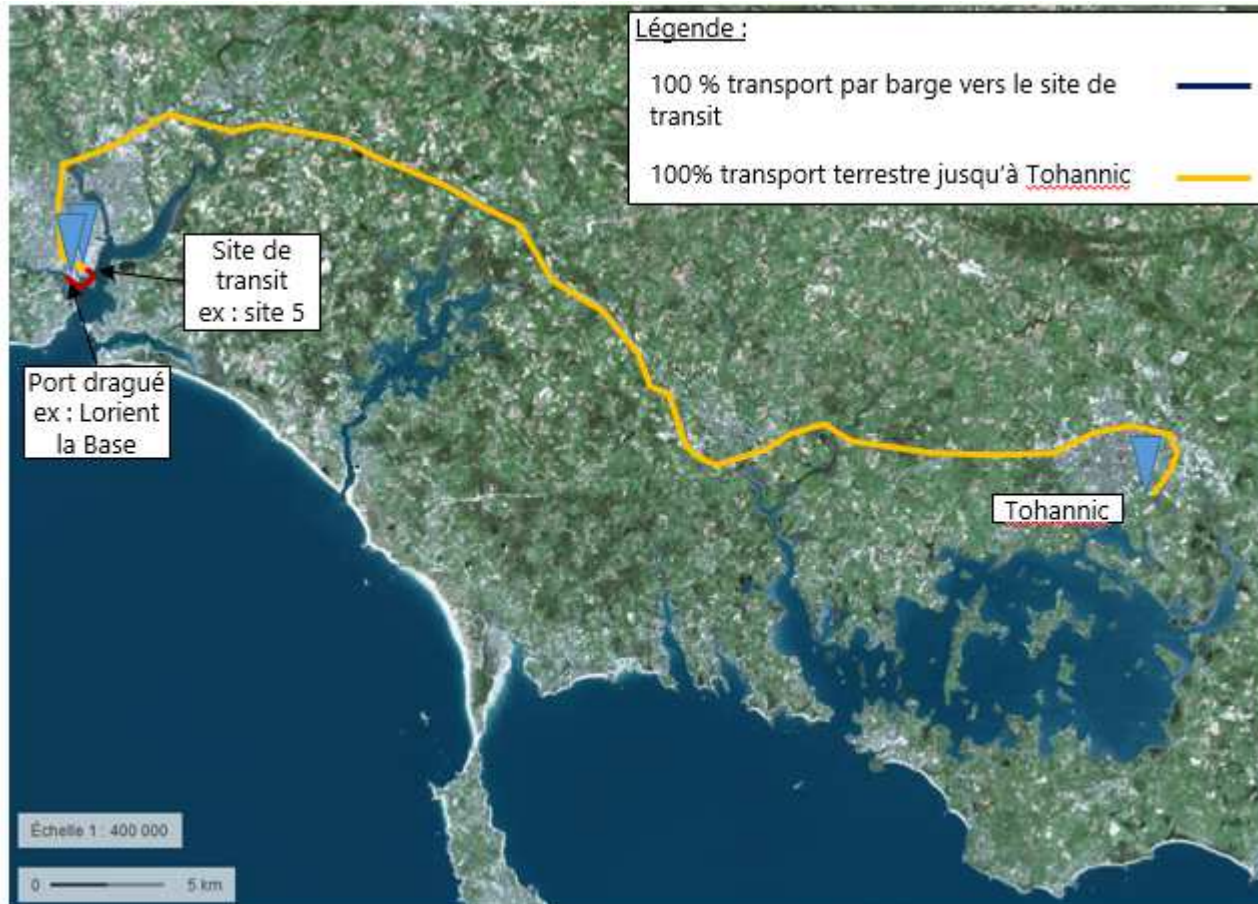 Légende :
100 % transport par barge vers le site de
transit
100% transport terrestre jusqu'à Tohannic
Site de
transit
ex : site 5
Port dragué
ex : Lorient
la Base
Tohannic
Échelle 1 : 400 000
0 5 km